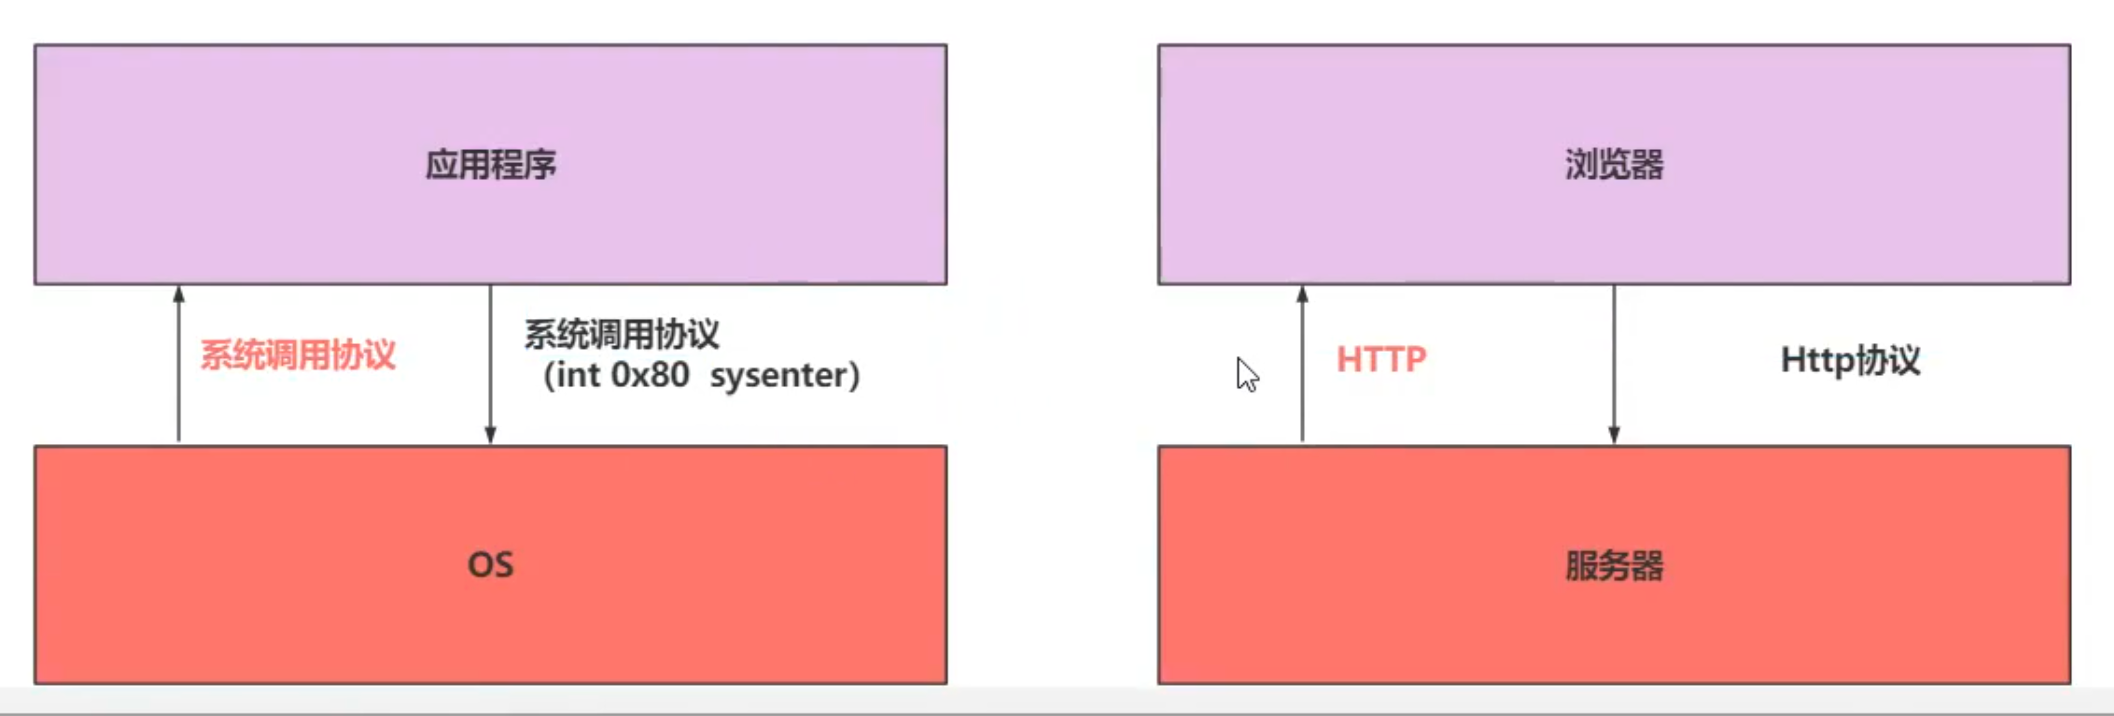 应用程序
系统调用协议
系统调用协议
（int 0x80  sysenter）
OS
浏览器
HTTP
Http协议
服务器